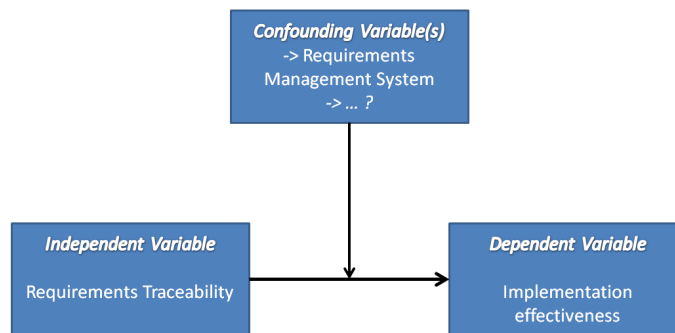 Confounding Variable(s)
-> Requirements
Management System
-> ... ?
Independent Variable
Requirements Traceability
Dependent Variable
Implementation
effectiveness